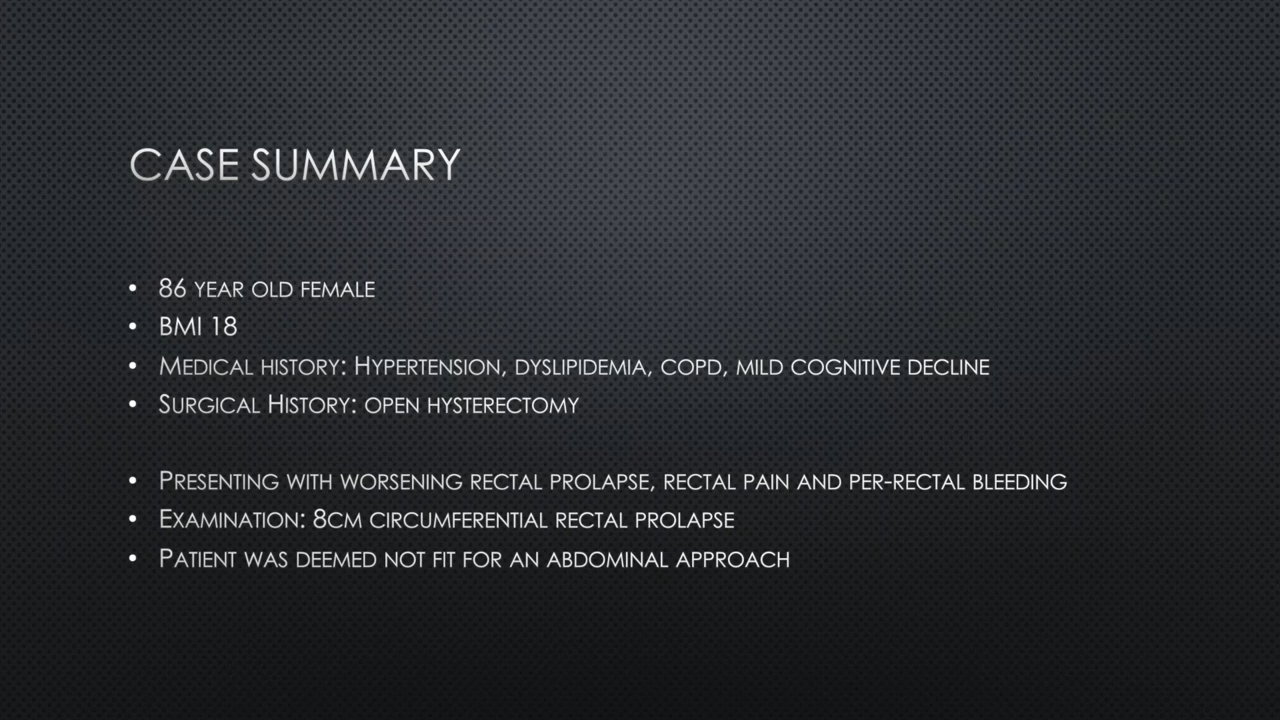 CASE SUMMARY
• 86 YEAR OLD FEMALE
• BMI 18
• MEDICAL HISTORY: HYPERTENSION, DYSLIPIDEMIA, COPD, MILD COGNITIVE DECLINE
• SURGICAL HISTORY: OPEN HYSTERECTOMY
• PRESENTING WITH WORSENING RECTAL PROLAPSE, RECTAL PAIN AND PER-RECTAL BLEEDING
• EXAMINATION: 8CM CIRCUMFERENTIAL RECTAL PROLAPSE
• PATIENT WAS DEEMED NOT FIT FOR AN ABDOMINAL APPROACH